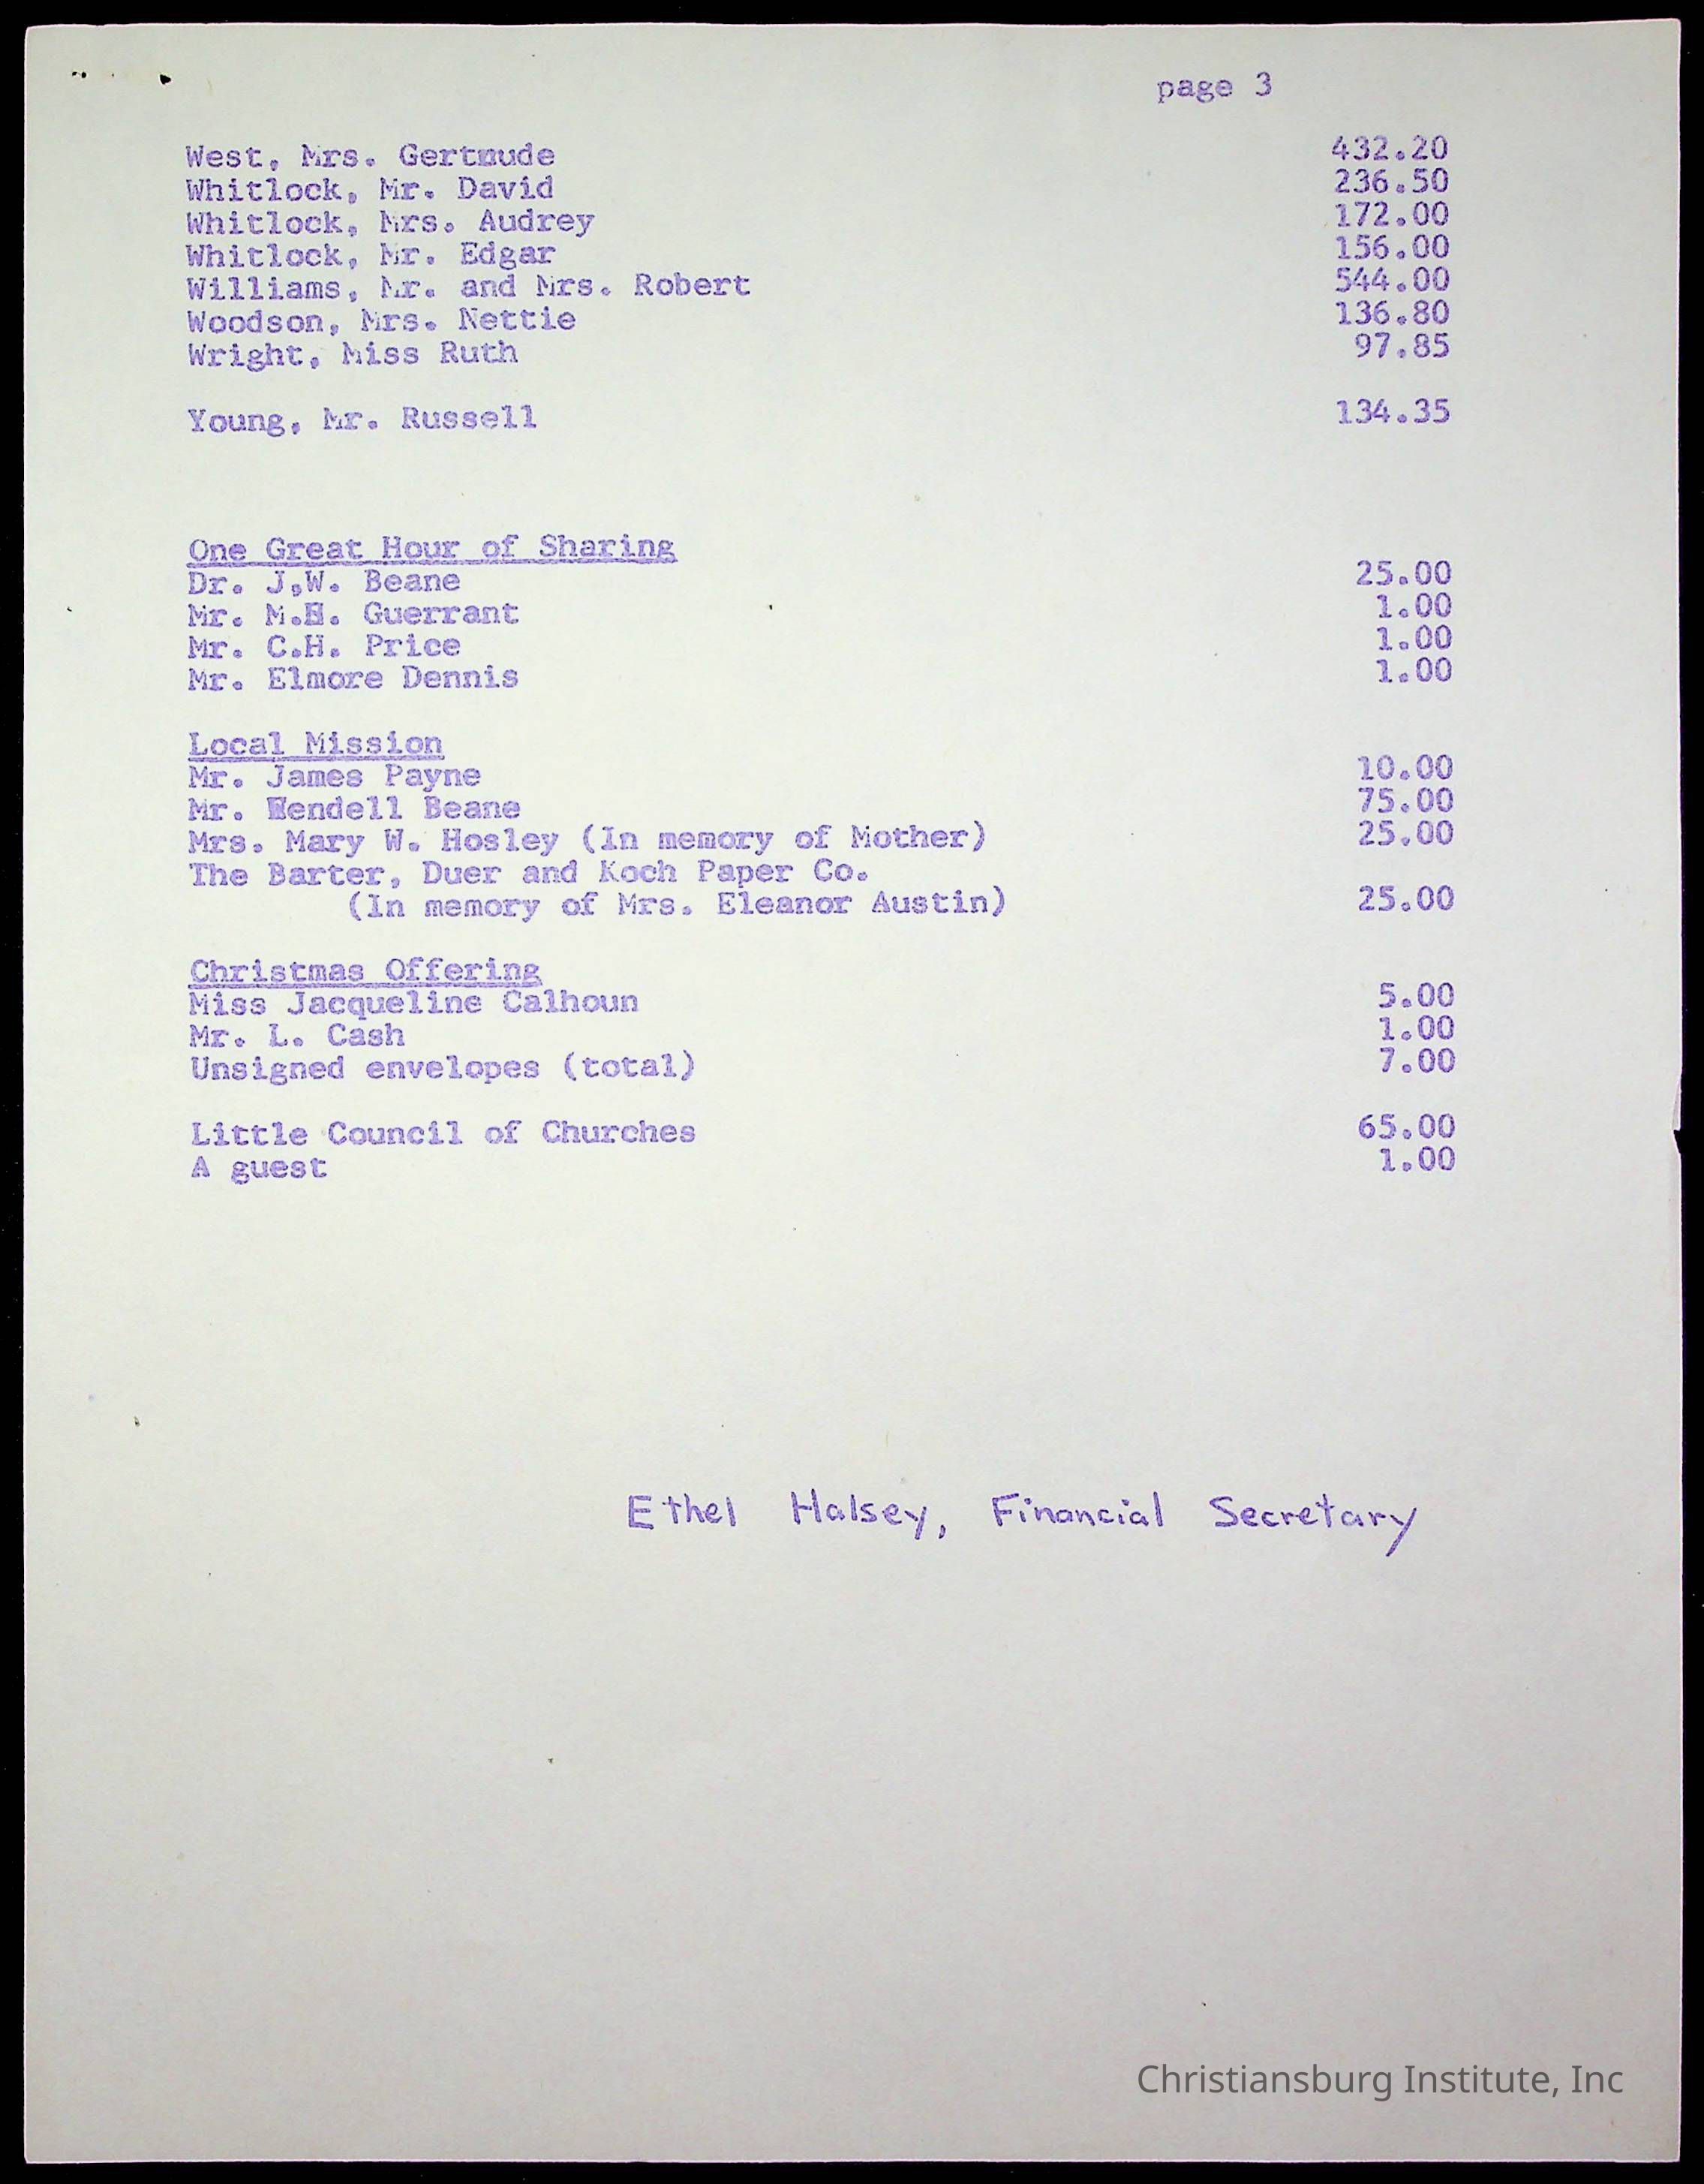 page 3
West, Mrs. Gertnude 432.20
Whitlock, Mr. David 236.50
Whitlock, Mrs. Audrey 172.00
Whitlock, Mr. Edgar 156.00
Williams, Mr. and Mrs. Robert 544.00
Woodson, Mrs. Nettie 136.80
Wright, Miss Ruth 97.85
Young, Mr. Russell 134.35
One Great Hour of Sharing
Dr. J.W. Beane 25.00
Mr. M.H. Guerrant 1.00
Mr. C.H. Price 1.00
Mr. Elmore Dennis 1.00
Local Mission
Mr. James Payne 10.00
Mr. Wendell Beane 75.00
Mrs. Mary W. Hosley (In memory of Mother) 25.00
The Barter, Duer and Koch Paper Co.
(In memory of Mrs. Eleanor Austin) 25.00
Christmas Offering
Miss Jacqueline Calhoun 5.00
Mr. L. Cash 1.00
Unsigned envelopes (total) 7.00
Little Council of Churches 65.00
A guest 1.00
Ethel Halsey, Financial Secretary
Christiansburg Institute, Inc